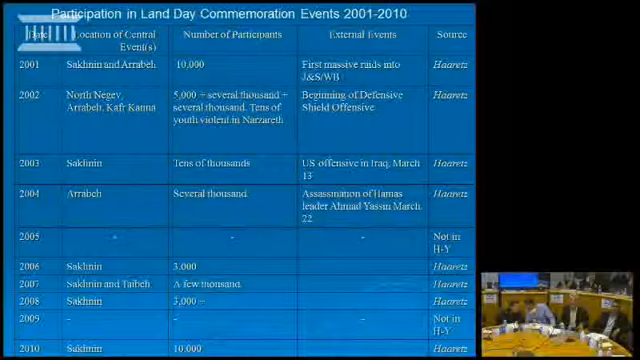 Participation in Land Day Commemoration Events 2001-2010
Date Location of Central Event(s) Number of Participants External Events Source
2001 Sakhnin and Arrabeh 10,000 First massive raids into J&S/WB Haaretz
2002 North Negev, Arrabeh, Kafr Kanna 5,000 + several thousand + several thousand. Tens of youth violent in Narzareth Beginning of Defensive Shield Offensive Haaretz
2003 Saklinin Tens of thousands US offensive in Iraq, March 13 Haaretz
2004 Arrabeh Several thousand Assassination of Hamas leader Ahmad Yassin March, 22 Haaretz
2005 - - - Not in H-Y
2006 Sakhnin 3,000 Haaretz
2007 Sakhnin and Taibeh A few thousand Haaretz
2008 Sakhnin 3,000 - Haaretz
2009 - - - Not in H-Y
2010 Sakhnin 10,000 Haaretz